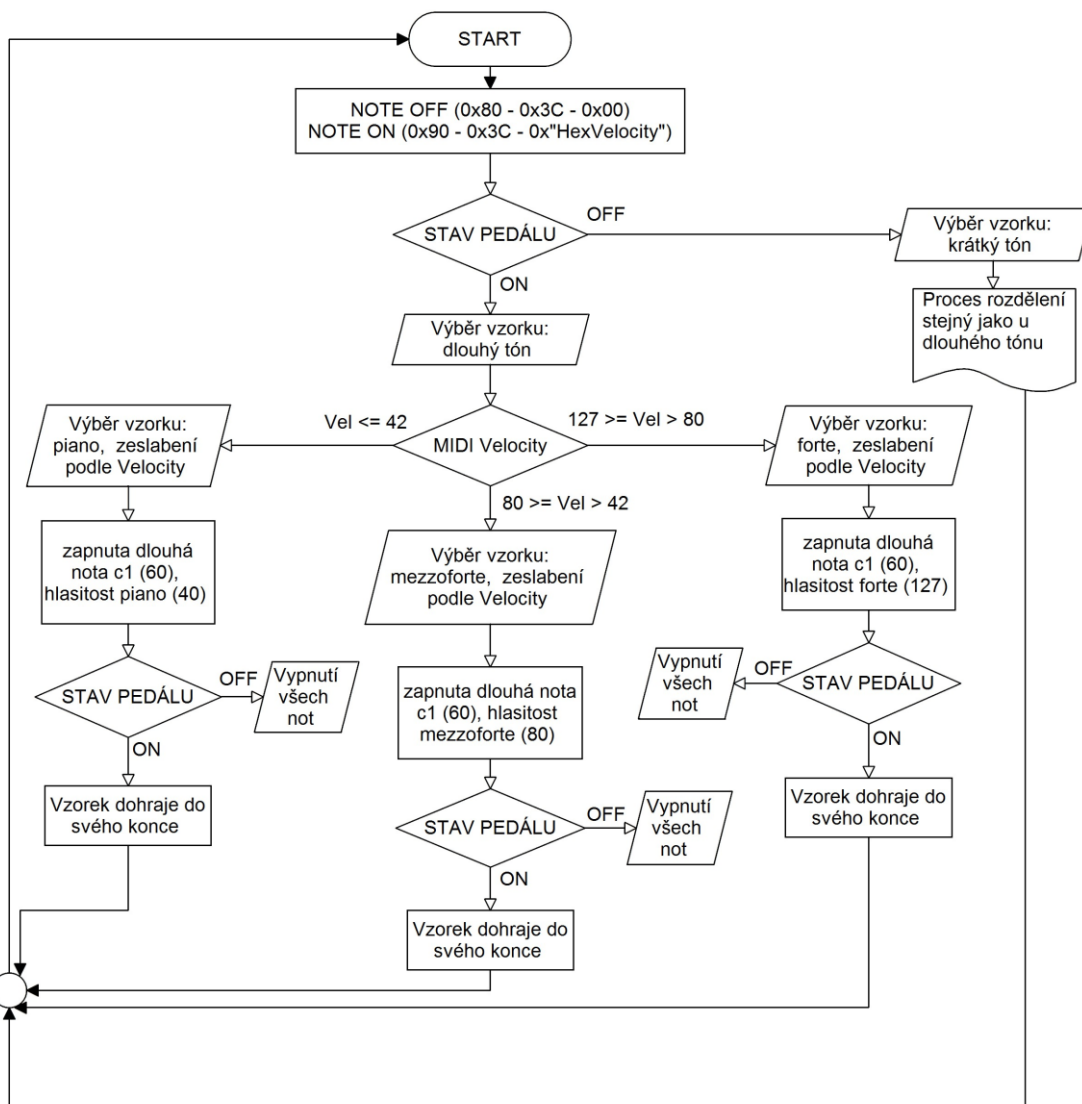 START
NOTE OFF (0x80 - 0x3C - 0x00)
NOTE ON (0x90 - 0x3C - 0x"HexVelocity")
STAV PEDÁLU
OFF
ON
Výběr vzorku:
krátký tón
Proces rozdělení
stejný jako u
dlouhého tónu
Výběr vzorku:
dlouhý tón
MIDI Velocity
Vel <= 42
127 >= Vel > 80
80 >= Vel > 42
Výběr vzorku:
piano, zeslabení
podle Velocity
zapnuta dlouhá
nota c1 (60),
hlasitost piano (40)
STAV PEDÁLU
OFF
Vypnutí
všech
not
ON
Vzorek dohraje do
svého konce
Výběr vzorku:
mezzoforte, zeslabení
podle Velocity
zapnuta dlouhá nota
c1 (60), hlasitost
mezzoforte (80)
STAV PEDÁLU
OFF
Vypnutí
všech
not
ON
Vzorek dohraje do
svého konce
Výběr vzorku:
forte, zeslabení
podle Velocity
zapnuta dlouhá
nota c1 (60),
hlasitost forte (127)
STAV PEDÁLU
OFF
Vypnutí
všech
not
ON
Vzorek dohraje do
svého konce